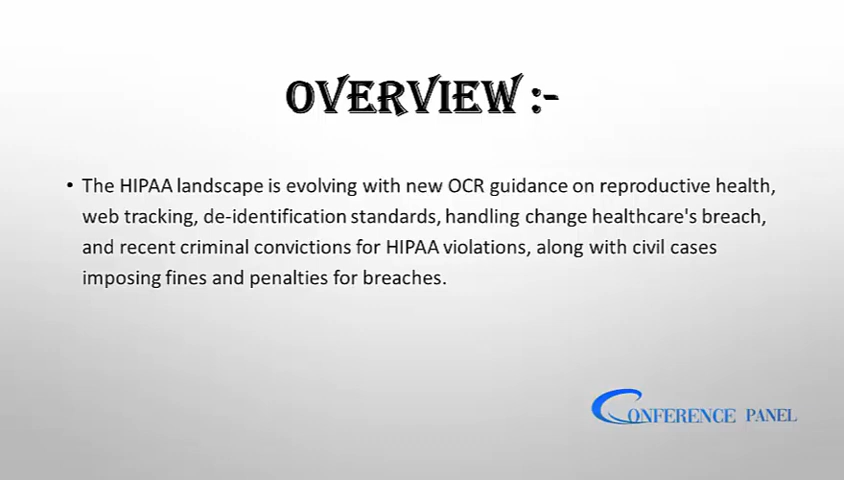 OVERVIEW :-
• The HIPAA landscape is evolving with new OCR guidance on reproductive health,
web tracking, de-identification standards, handling change healthcare's breach,
and recent criminal convictions for HIPAA violations, along with civil cases
imposing fines and penalties for breaches.
CONFERENCE PANEL